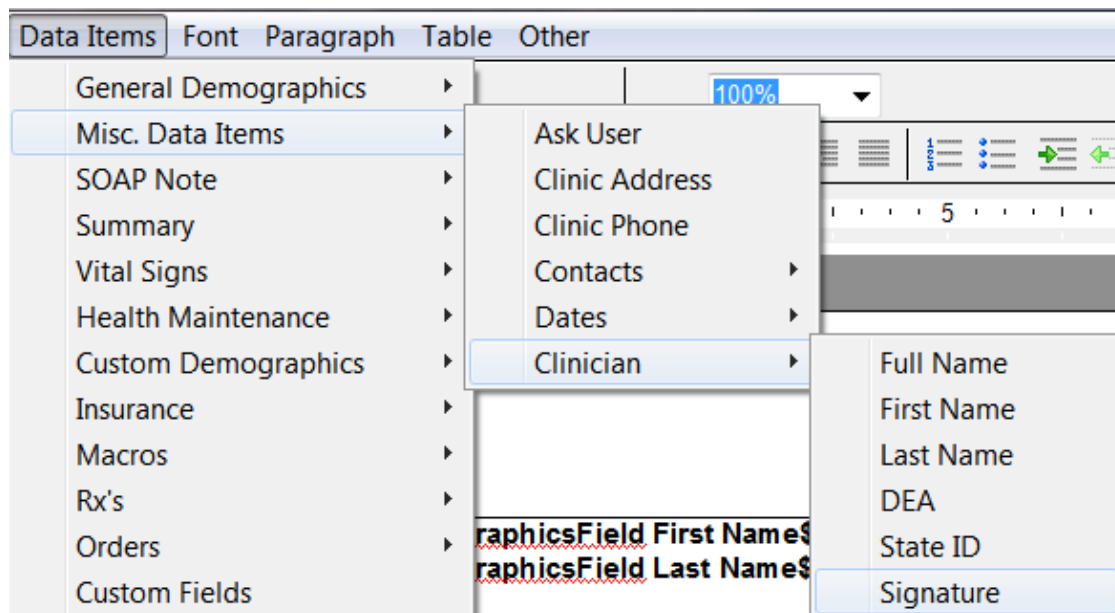 Data Items Font Paragraph Table Other
General Demographics
Misc. Data Items
SOAP Note
Summary
Vital Signs
Health Maintenance
Custom Demographics
Insurance
Macros
Rx's
Orders
Custom Fields
100%
Ask User
Clinic Address
Clinic Phone
Contacts
Dates
Clinician
5
Full Name
First Name
Last Name
DEA
State ID
Signature
raphicsField First Name$
raphicsField Last Name$